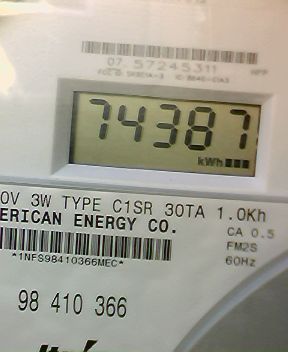 07 57245311
74387
kWh
0V 3W TYPE C1SR 30TA 1.0Kh
ERICAN ENERGY CO.
CA 0.5
FM2S
*1NFS98410366MEC*
60Hz
98 410 366